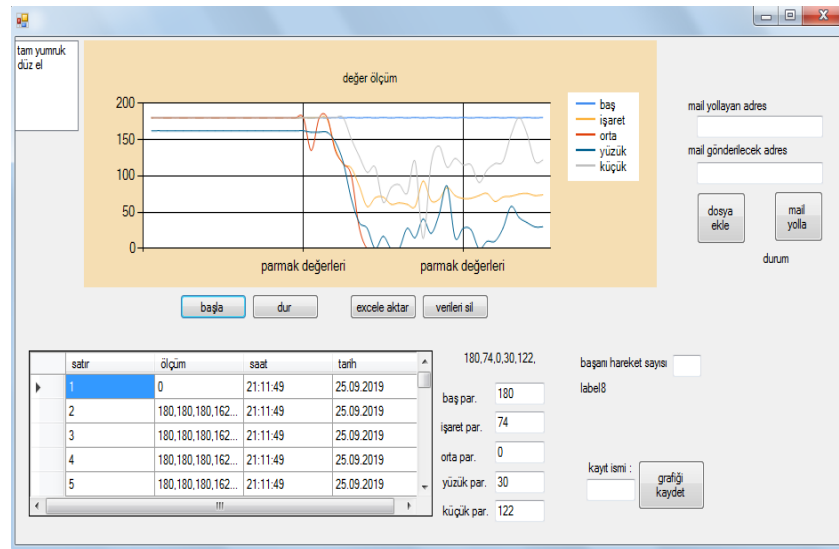 tam yumruk
düz el
değer ölçüm
200
150
100
50
0
parmak değerleri
parmak değerleri
baş
işaret
orta
yüzük
küçük
mail yollayan adres
mail gönderilecek adres
dosya
ekle
mail
yolla
durum
başla
dur
excele aktar
verileri sil
satır ölçüm saat tarih
1 0 21:11:49 25.09.2019
2 180,180,180,162... 21:11:49 25.09.2019
3 180,180,180,162... 21:11:49 25.09.2019
4 180,180,180,162... 21:11:49 25.09.2019
5 180,180,180,162... 21:11:49 25.09.2019
180,74,0,30,122,
baş par. 180
işaret par. 74
orta par. 0
yüzük par. 30
küçük par. 122
başarı hareket sayısı
label8
kayıt ismi :
grafiği
kaydet